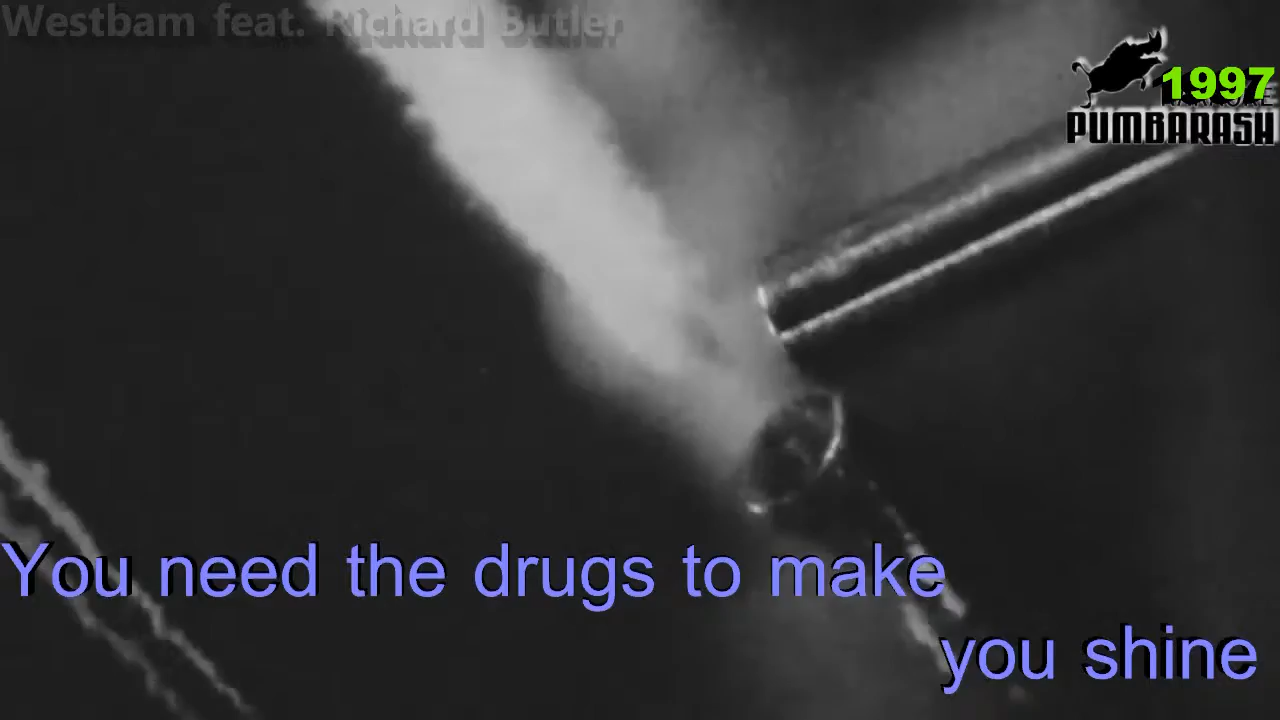 Westbam feat. Richard Butler
1997
PUMBARASH
You need the drugs to make
you shine